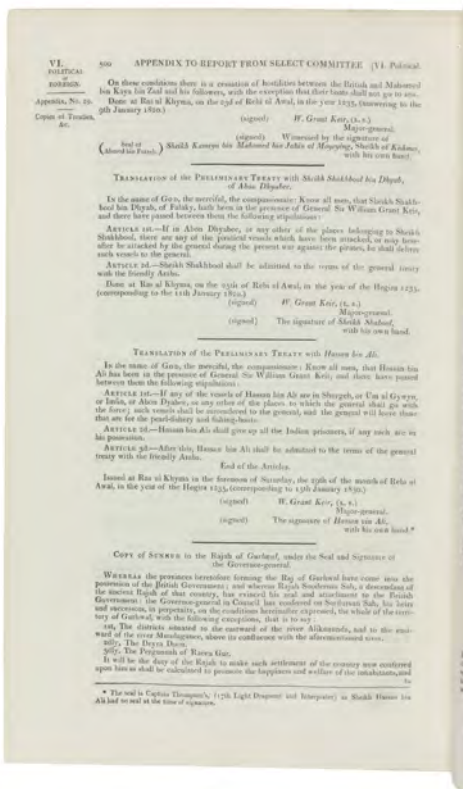 VI.
POLITICAL
or
FOREIGN.
Appendix, No. 29.
Copies of Treaties,
&c.
500 APPENDIX TO REPORT FROM SELECT COMMITTEE [VI. Political
On these conditions there is a cessation of hostilities between the British and Mahomed
bin Kaya bin Zaal and his followers, with the exception that their boats shall not go to sea.
Done at Ras ul Khyma, on the 23d of Rebi ul Awal, in the year 1235, (answering to the
9th January 1820.)
(signed) W. Grant Keir, (L. S.)
Major-general.
(signed) Witnessed by the signature of
Sheikh Kameya bin Mahomed bin Jabin al Moyeying, Sheikh of Kishmee,
with his own hand.
(Seal of
TRANSLATION of the PRELIMINARY TREATY with Sheikh Shakhbool bin Dhyab,
of Abou Dhyabee.
In the name of GOD, the merciful, the compassionate: Know all men, that Sheikh Shakh-
bool bin Dhyab, of Falahy, hath been in the presence of General Sir William Grant Keir,
and there have passed between them the following stipulations:
ARTICLE 1st.—If in Abou Dhyabee, or any other of the places belonging to Sheikh
Shakhbool, there are any of the piratical vessels which have been attacked, or may here-
after be attacked by the general during the present war against the pirates, he shall deliver
such vessels to the general.
ARTICLE 2d.—Sheikh Shakhbool shall be admitted to the terms of the general treaty
with the friendly Arabs.
Done at Ras ul Khyma, on the 25th of Rebi ul Awal, in the year of the Hegira 1235,
(corresponding to the 11th January 1820.)
(signed) W. Grant Keir, (L. S.)
Major-general.
(signed) The signature of Sheikh
with his own hand.
TRANSLATION of the PRELIMINARY TREATY with Hassan bin Ali.
In the name of GOD, the merciful, the compassionate: Know all men, that Hassan bin
Ali has been in the presence of General Sir William Grant Keir, and there have passed
between them the following stipulations:
ARTICLE 1st.—If any of the vessels of Hassan bin Ali are in Shargeh, or Um ul Gywyn,
or Imân, or Abou Dyabee, or any other of the places to which the general shall go with
the force; such vessels shall be surrendered to the general, and the general will leave those
that are for the pearl-fishery and fishing-boats.
ARTICLE 2d.—Hassan bin Ali shall give up all the Indian prisoners, if any such are in
his possession.
ARTICLE 3d.—After this, Hassan bin Ali shall be admitted to the terms of the general
treaty with the friendly Arabs.
End of the Articles.
Issued at Ras ul Khyma in the forenoon of Saturday, the 29th of the month of Rebi ul
Awal, in the year of the Hegira 1235, (corresponding to 15th January 1820.)
(signed) W. Grant Keir, (L. S.)
Major-general.
(signed) The signature of Hassan bin Ali,
with his own hand.*
COPY of SUNNUD to the Rajah of Gurhwal, under the Seal and Signature of
the Governor-general.
WHEREAS the provinces heretofore forming the Raj of Gurhwal have come into the
possession of the British Government; and whereas Rajah Soodursun Sah, a descendant of
the ancient Rajah of that country, has evinced his zeal and attachment to the British
Government: the Governor-general in Council has conferred on Soodursun Sah, his heirs
and successors, in perpetuity, on the conditions hereinafter expressed, the whole of the terri-
tory of Gurhwal, with the following exceptions, that is to say:
1st, The districts situated to the eastward of the river Aliknunda, and to the east-
ward of the river Mundagunee, above its confluence with the aforementioned river.
2dly, The Deyra Doon.
3dly, The Pergunnah of Raeen Gur.
It will be the duty of the Rajah to make such settlement of the country now conferred
upon him as shall be calculated to promote the happiness and welfare of the inhabitants, and
to
* The seal is Captain Thompson's, (17th Light Dragoons and Interpreter) as Sheikh Hassan bin
Ali had no seal at the time of signature.